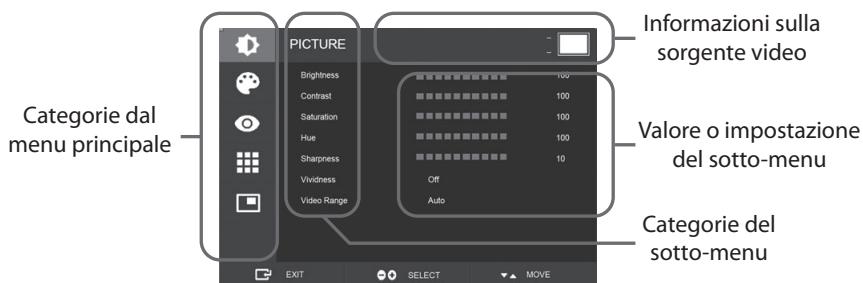 Informazioni sulla
sorgente video
PICTURE
Brightness 100
Contrast 100
Saturation 100
Hue 100
Sharpness 10
Vividness Off
Video Range Auto
Categorie dal
menu principale
Valore o impostazione
del sotto-menu
Categorie del
sotto-menu
EXIT SELECT MOVE